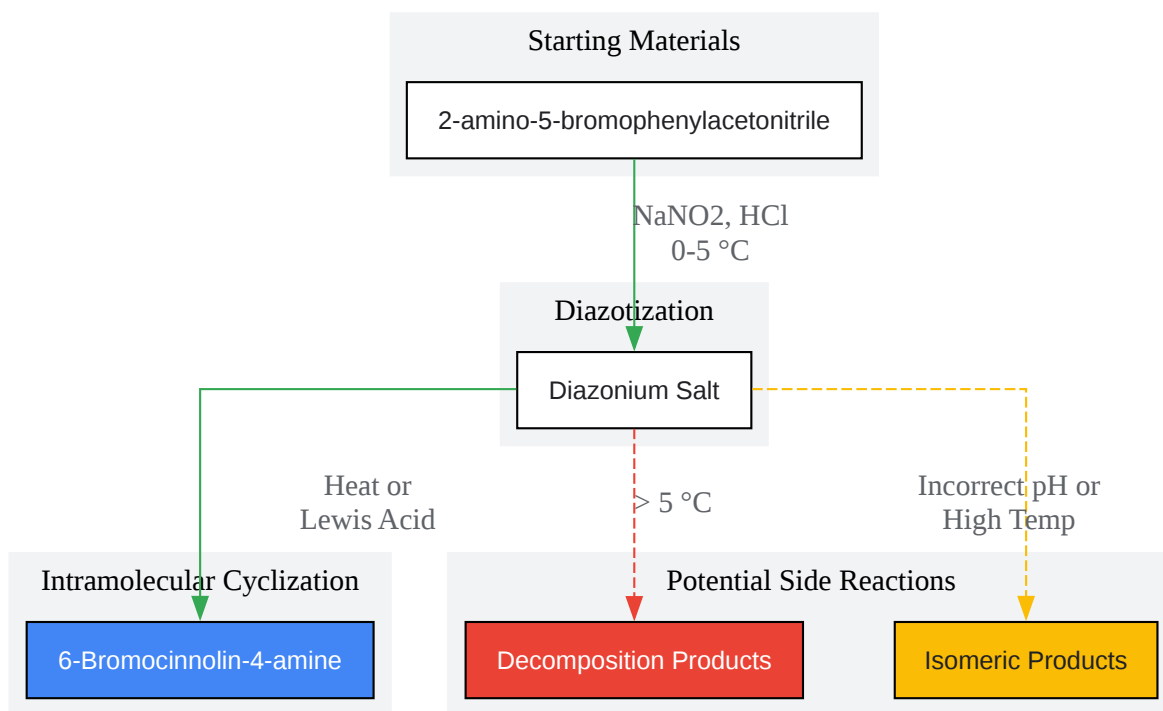 Starting Materials
2-amino-5-bromophenylacetonitrile
NaNO2, HCl
0-5 °C
Diazotization
Diazonium Salt
Heat or
Lewis Acid
> 5 °C
Incorrect pH or
High Temp
Intramolecular Cyclization
Potential Side Reactions
6-Bromocinnolin-4-amine
Decomposition Products
Isomeric Products